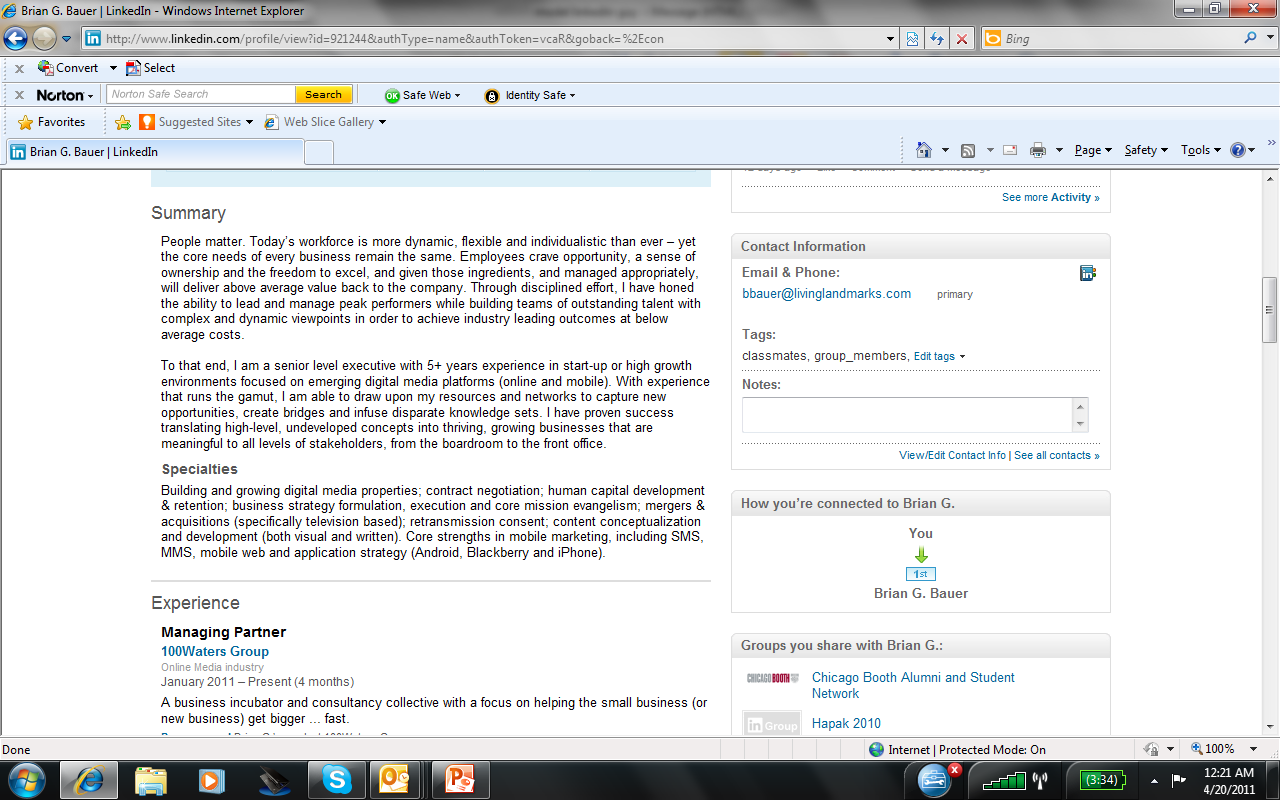 Brian G. Bauer | LinkedIn - Windows Internet Explorer
http://www.linkedin.com/profile/view?id=921244&authType=name&authToken=vcaR&goback=%2Econ
Bing
Convert Select
Norton Norton Safe Search Search Safe Web Identity Safe
Favorites Suggested Sites Web Slice Gallery
Brian G. Bauer | LinkedIn
Page Safety Tools
Summary
People matter. Today's workforce is more dynamic, flexible and individualistic than ever – yet
the core needs of every business remain the same. Employees crave opportunity, a sense of
ownership and the freedom to excel, and given those ingredients, and managed appropriately,
will deliver above average value back to the company. Through disciplined effort, I have honed
the ability to lead and manage peak performers while building teams of outstanding talent with
complex and dynamic viewpoints in order to achieve industry leading outcomes at below
average costs.
To that end, I am a senior level executive with 5+ years experience in start-up or high growth
environments focused on emerging digital media platforms (online and mobile). With experience
that runs the gamut, I am able to draw upon my resources and networks to capture new
opportunities, create bridges and infuse disparate knowledge sets. I have proven success
translating high-level, undeveloped concepts into thriving, growing businesses that are
meaningful to all levels of stakeholders, from the boardroom to the front office.
Specialties
Building and growing digital media properties; contract negotiation; human capital development
& retention; business strategy formulation, execution and core mission evangelism; mergers &
acquisitions (specifically television based); retransmission consent; content conceptualization
and development (both visual and written). Core strengths in mobile marketing, including SMS,
MMS, mobile web and application strategy (Android, Blackberry and iPhone).
Experience
Managing Partner
100Waters Group
Online Media industry
January 2011 – Present (4 months)
A business incubator and consultancy collective with a focus on helping the small business (or
new business) get bigger ... fast.
See more Activity »
Contact Information
Email & Phone:
bbauer@livinglandmarks.com primary
Tags:
classmates, group_members, Edit tags
Notes:
View/Edit Contact Info | See all contacts »
How you're connected to Brian G.
You
1st
Brian G. Bauer
Groups you share with Brian G.:
CHICAGO BOOTH
Chicago Booth Alumni and Student
Network
in Group
Hapak 2010
Done
Internet | Protected Mode: On
100%
(3:34)
12:21 AM
4/20/2011